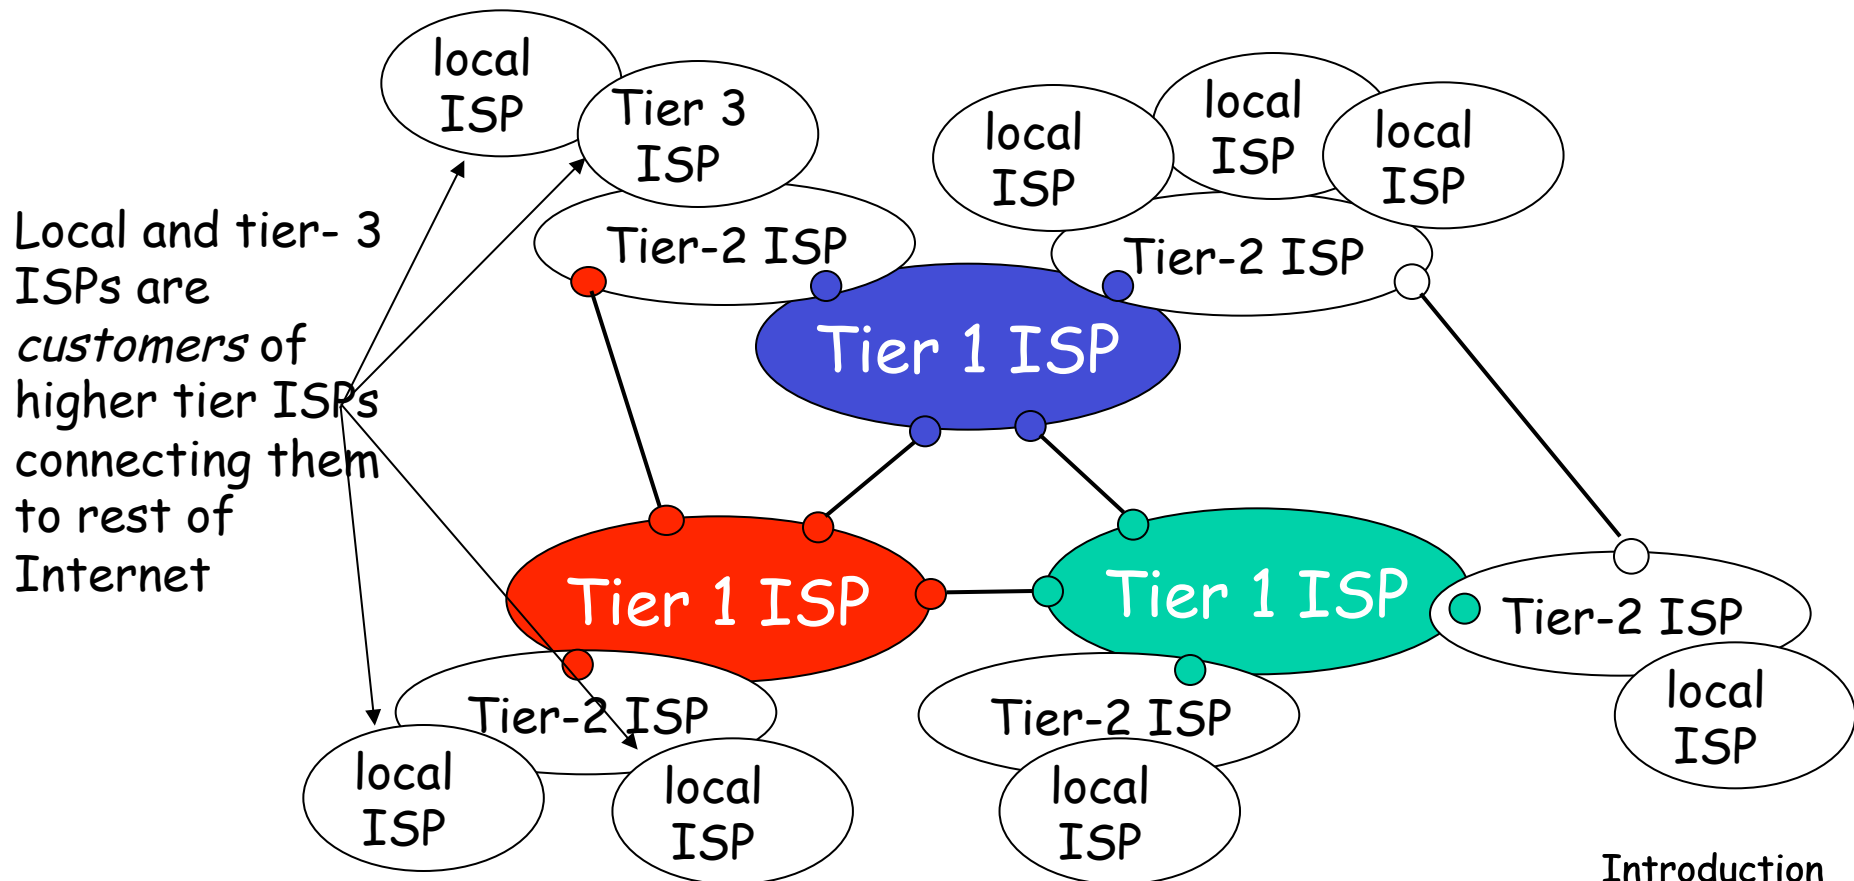 local
ISP
Tier 3
ISP
local
ISP
local
ISP
local
ISP
Local and tier- 3
ISPs are
customers of
higher tier ISPs
connecting them
to rest of
Internet
Tier-2 ISP
Tier-2 ISP
Tier 1 ISP
Tier 1 ISP
Tier 1 ISP
Tier-2 ISP
Tier-2 ISP
Tier-2 ISP
local
ISP
local
ISP
local
ISP
local
ISP
Introduction